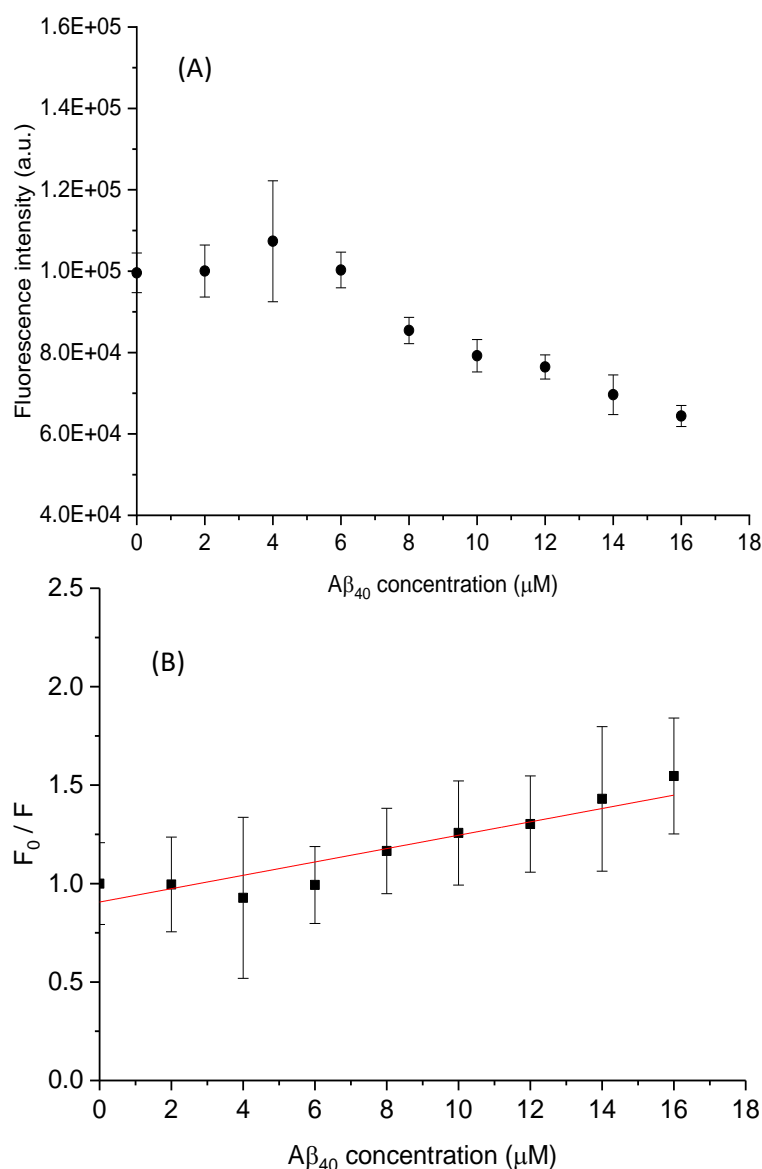 (A)
Fluorescence intensity (a.u.)
1.6E+05
1.4E+05
1.2E+05
1.0E+05
8.0E+04
6.0E+04
4.0E+04
0 2 4 6 8 10 12 14 16 18
Aβ₄₀ concentration (μM)
(B)
F₀ / F
2.5
2.0
1.5
1.0
0.5
0.0
0 2 4 6 8 10 12 14 16 18
Aβ₄₀ concentration (μM)